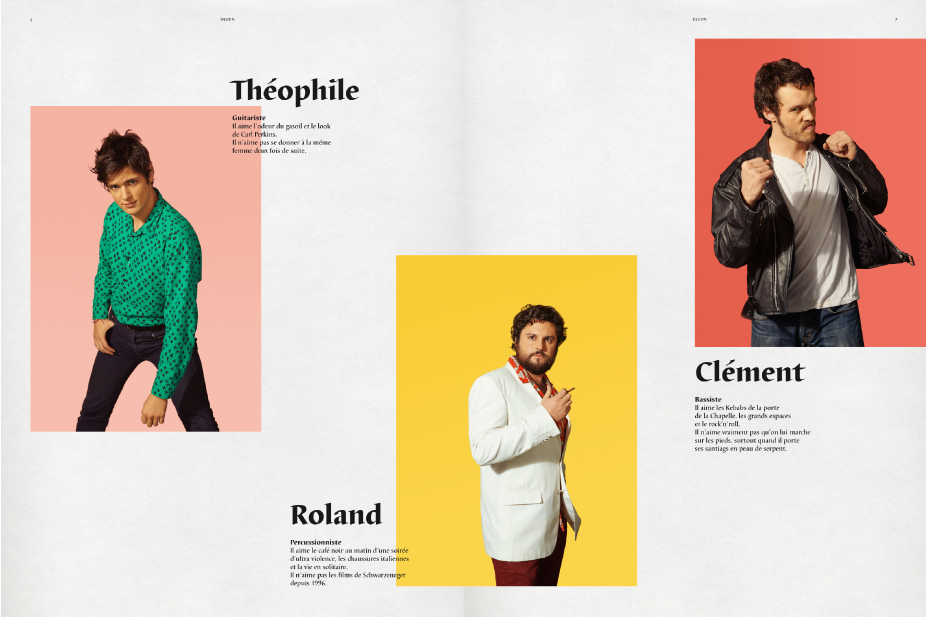 DESIGN
DESIGN
7
Théophile
Guitariste
Il aime l'odeur du gasoil et le look
de Carl Perkins.
Il n'aime pas se donner à la même
femme deux fois de suite.
Clément
Bassiste
Il aime les Kebabs de la porte
de la Chapelle, les grands espaces
et le rock'n'roll.
Il n'aime vraiment pas qu'on lui marche
sur les pieds, surtout quand il porte
ses santiags en peau de serpent.
Roland
Percussionniste
Il aime le café noir au matin d'une soirée
d'ultra violence, les chaussures italiennes
et la vie en solitaire.
Il n'aime pas les films de Schwarzeneger
depuis 1996.